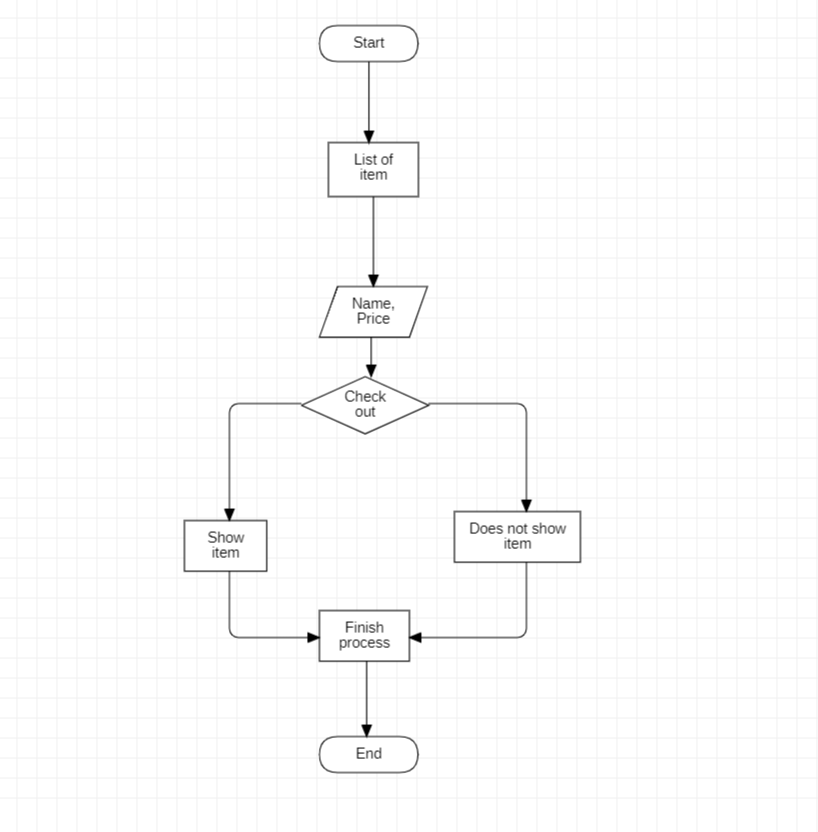 Start
List of
item
Name,
Price
Check
out
Show
item
Does not show
item
Finish
process
End